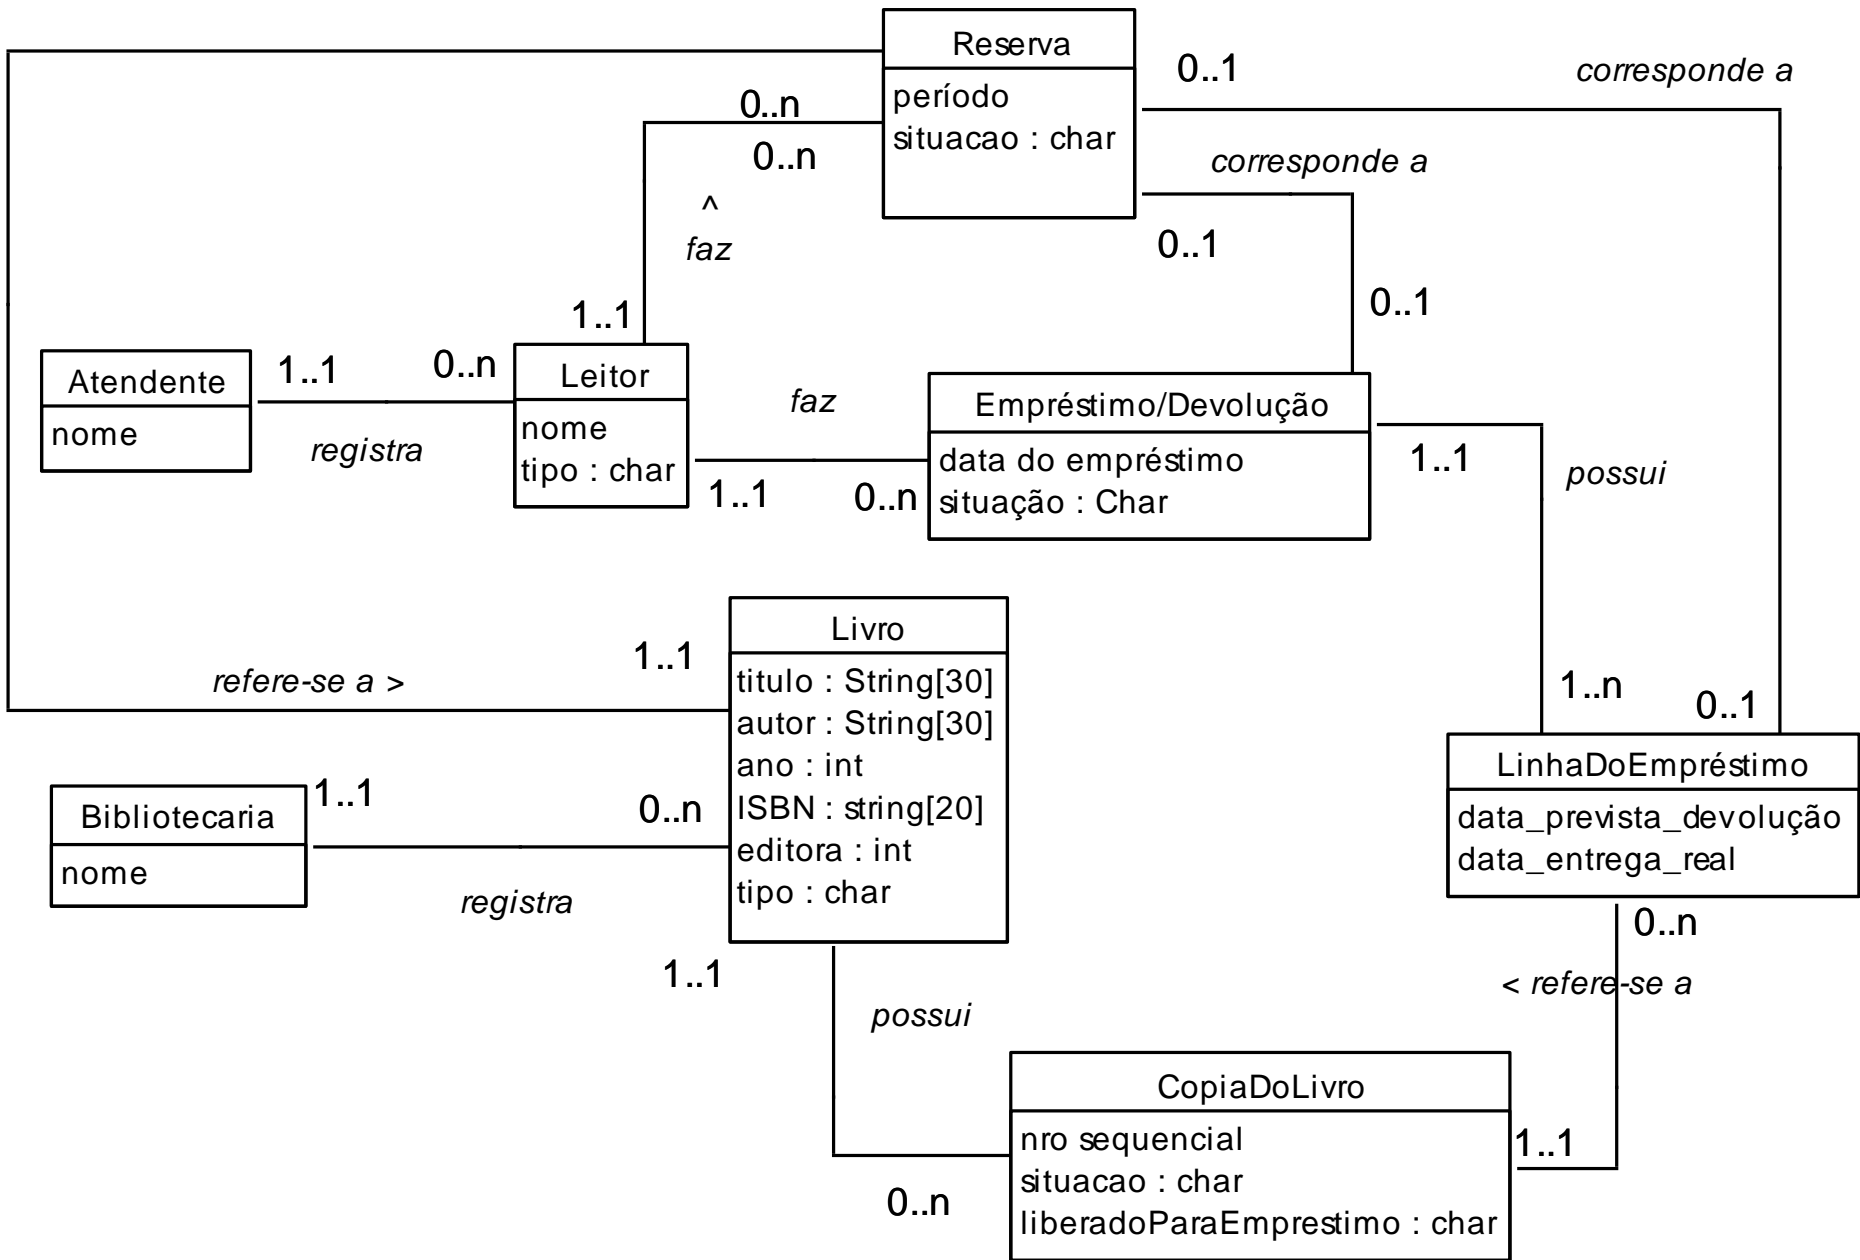 Reserva
período
situacao : char
0..1
corresponde a
0..n
0..n
corresponde a
^
faz
0..1
0..1
1..1
Atendente
nome
1..1
0..n
registra
Leitor
nome
tipo : char
faz
1..1
0..n
Empréstimo/Devolução
data do empréstimo
situação : Char
1..1
possui
1..n
0..1
refere-se a >
1..1
Livro
titulo : String[30]
autor : String[30]
ano : int
ISBN : string[20]
editora : int
tipo : char
Bibliotecaria
nome
1..1
0..n
registra
LinhaDoEmpréstimo
data_prevista_devolução
data_entrega_real
0..n
< refere-se a
1..1
possui
0..n
CopiaDoLivro
nro sequencial
situacao : char
liberadoParaEmprestimo : char
1..1